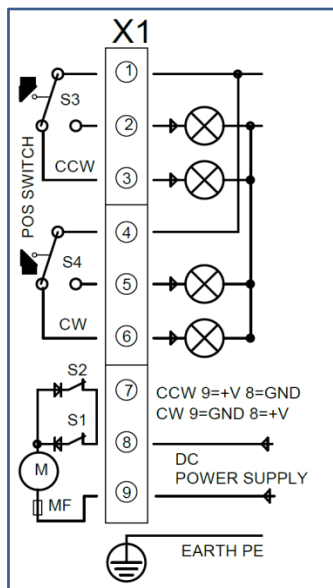 X1
1
S3
2
CCW
3
POS SWITCH
4
S4
5
CW
6
S2
7
CCW 9=+V 8=GND
CW 9=GND 8=+V
S1
8
DC
POWER SUPPLY
M
9
MF
EARTH PE